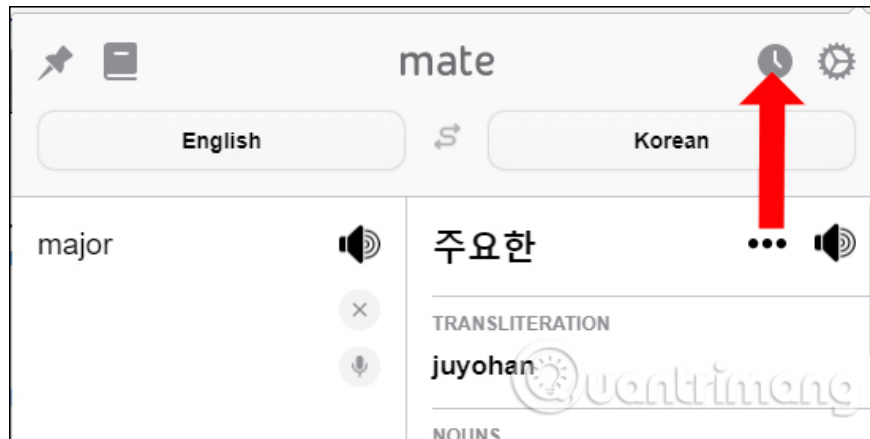 mate
English
Korean
major
주요한
TRANSLITERATION
juyohan
Quantrimang
NOUNS